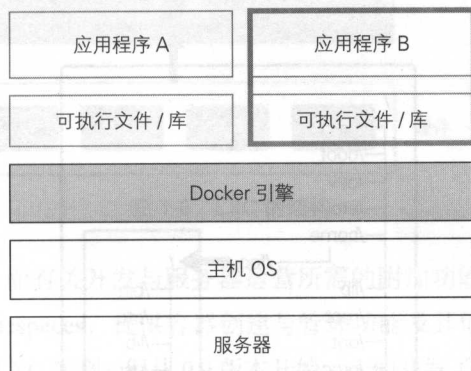 应用程序 A
应用程序 B
可执行文件 / 库
可执行文件 / 库
Docker 引擎
主机 OS
服务器